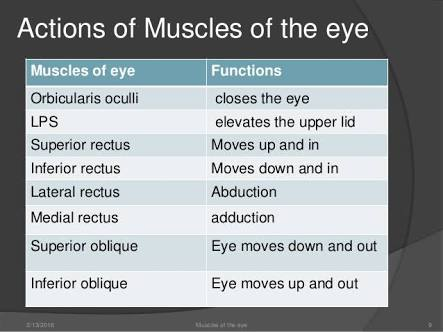 Actions of Muscles of the eye
Muscles of eye Functions
Orbicularis oculli closes the eye
LPS elevates the upper lid
Superior rectus Moves up and in
Inferior rectus Moves down and in
Lateral rectus Abduction
Medial rectus adduction
Superior oblique Eye moves down and out
Inferior oblique Eye moves up and out
Muscles of the eye 9